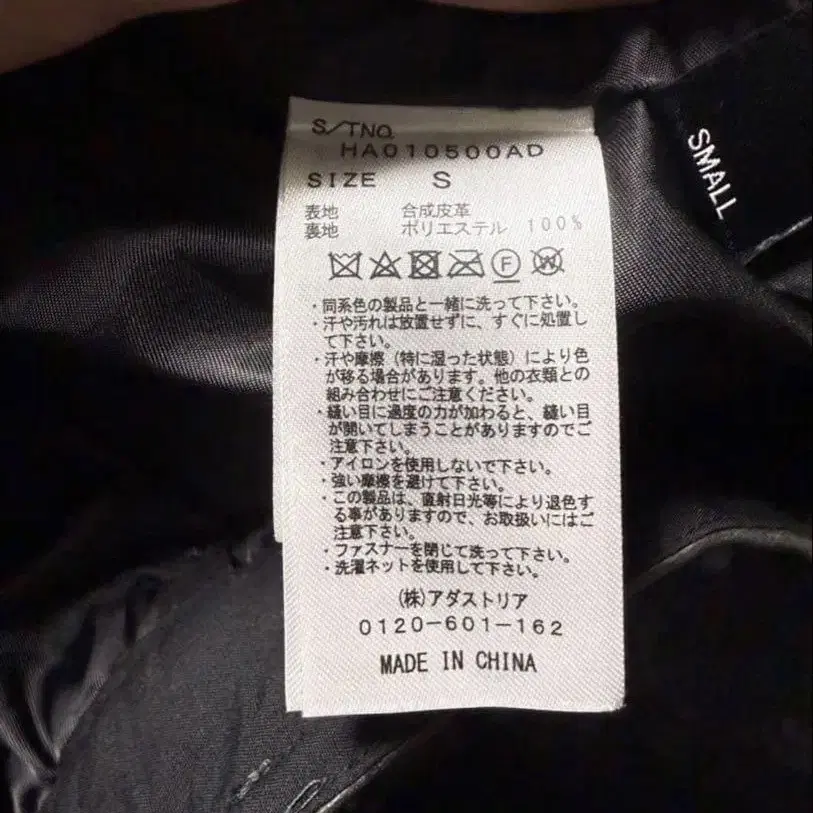 S/TNO.
HA010500AD
SIZE S
表地 合成皮革
裏地 ポリエステル 100%
F
W
・同系色の製品と一緒に洗って下さい。
・汗や汚れは放置せずに、すぐに処置し
て下さい。
・汗や摩擦(特に湿った状態)により色
が移る場合があります。他の衣類との
組み合わせにご注意ください。
・縫い目に過度の力が加わると、縫い目
が開いてしまうことがありますのでご
注意下さい。
・アイロンを使用しないで下さい。
・強い摩擦を避けて下さい。
・この製品は、直射日光等により退色す
る事がありますので、お取扱いにはご
注意下さい。
・ファスナーを閉じて洗って下さい。
・洗濯ネットを使用して下さい。
(株)アダストリア
0120-601-162
MADE IN CHINA
SMALL